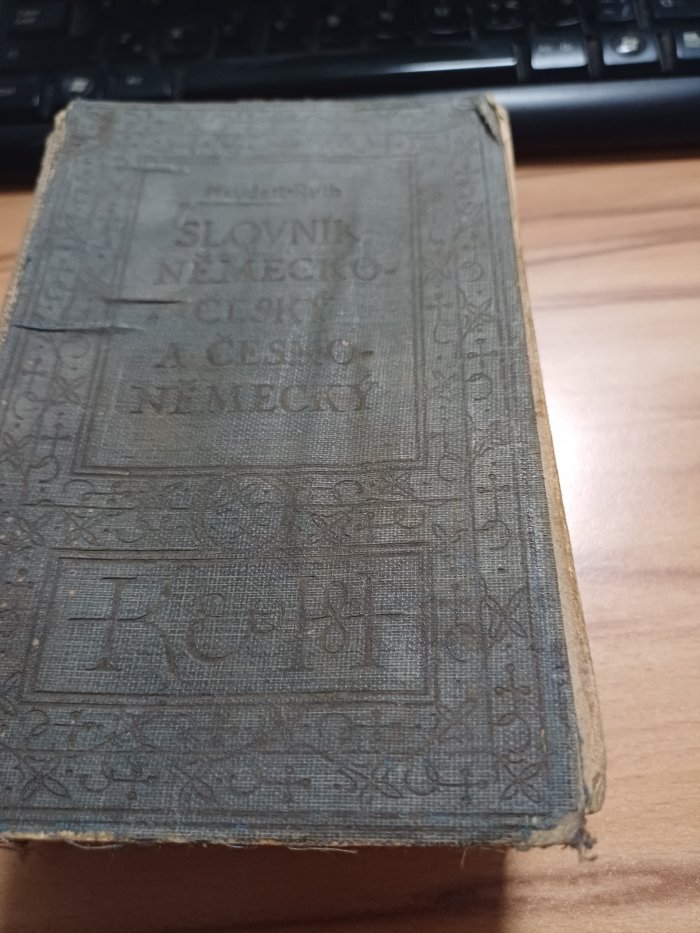 SLOVNÍK
NĚMECKO-
ČESKÝ
A ČESKO-
NĚMECKÝ